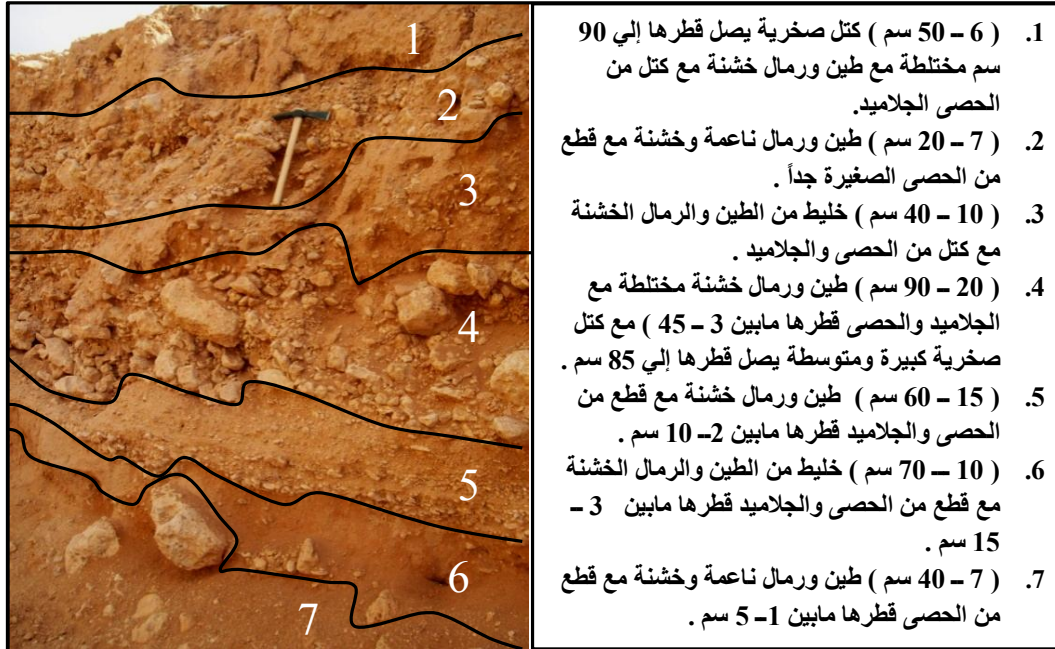 1
2
3
4
5
6
7
1. ( 6 – 50 سم ) كتل صخرية يصل قطرها إلي 90
سم مختلطة مع طين ورمال خشنة مع كتل من
الحصى الجلاميد.
2. ( 7 – 20 سم ) طين ورمال ناعمة وخشنة مع قطع
من الحصى الصغيرة جداً .
3. ( 10 – 40 سم ) خليط من الطين والرمال الخشنة
مع كتل من الحصى والجلاميد .
4. ( 20 – 90 سم ) طين ورمال خشنة مختلطة مع
الجلاميد والحصى قطرها مابين 3 – 45 ) مع كتل
صخرية كبيرة ومتوسطة يصل قطرها إلي 85 سم .
5. ( 15 – 60 سم ) طين ورمال خشنة مع قطع من
الحصى والجلاميد قطرها مابين 2– 10 سم .
6. ( 10 – 70 سم ) خليط من الطين والرمال الخشنة
مع قطع من الحصى والجلاميد قطرها مابين 3 –
15 سم .
7. ( 7 – 40 سم ) طين ورمال ناعمة وخشنة مع قطع
من الحصى قطرها مابين 1– 5 سم .